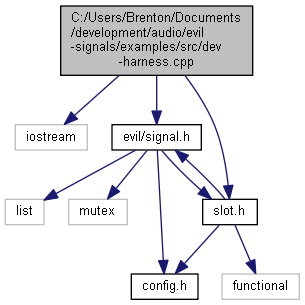 C:/Users/Brenton/Documents
/development/audio/evil
-signals/examples/src/dev
-harness.cpp
iostream
evil/signal.h
list
mutex
slot.h
config.h
functional